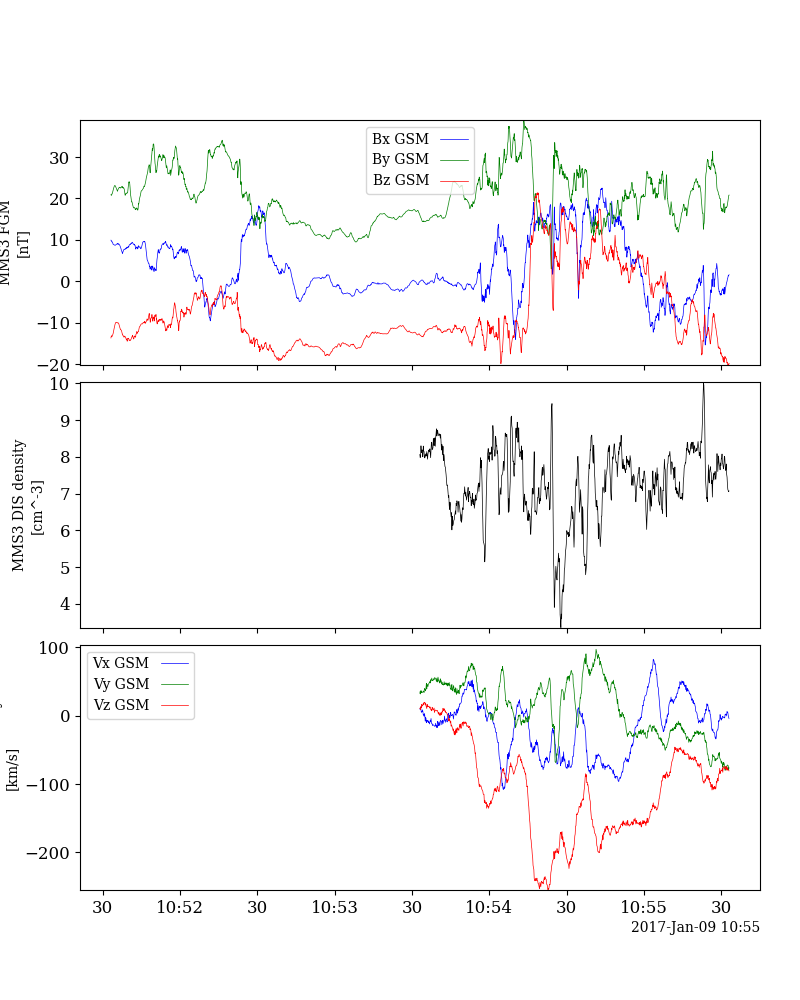 30
20
10
0
−10
−20
MMS3 FGM
[nT]
Bx GSM
By GSM
Bz GSM
10
9
8
7
6
5
4
MMS3 DIS density
[cm^-3]
100
0
−100
−200
[km/s]
Vx GSM
Vy GSM
Vz GSM
30 10:52 30 10:53 30 10:54 30 10:55 30
2017-Jan-09 10:55